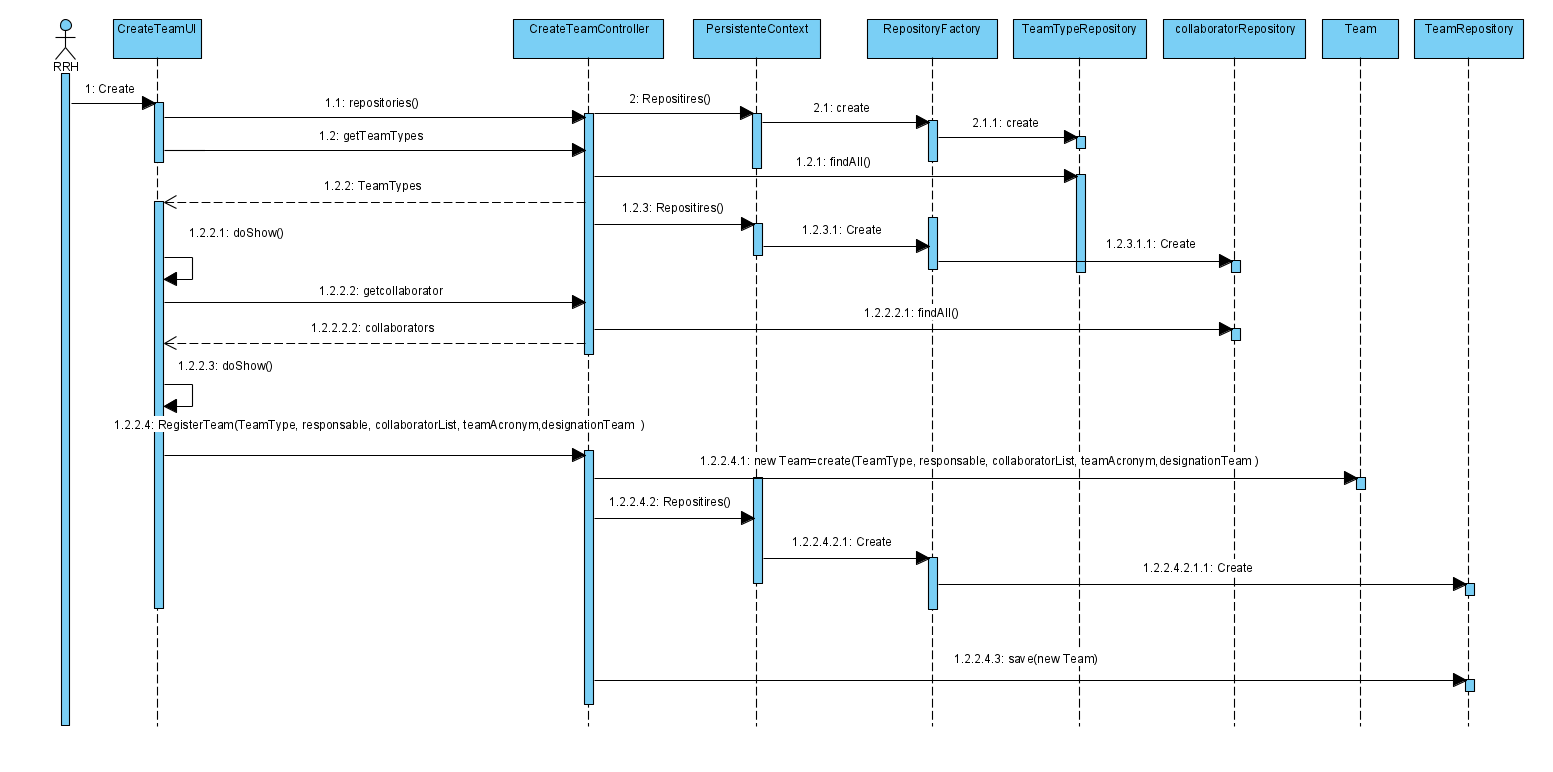 CreateTeamUI
CreateTeamController
PersistenteContext
RepositoryFactory
TeamTypeRepository
collaboratorRepository
Team
TeamRepository
RRH
1: Create
1.1: repositories()
2: Repositires()
2.1: create
2.1.1: create
1.2: getTeamTypes
1.2.1: findAll()
1.2.2: TeamTypes
1.2.3: Repositires()
1.2.2.1: doShow()
1.2.3.1: Create
1.2.3.1.1: Create
1.2.2.2: getcollaborator
1.2.2.2.1: findAll()
1.2.2.2.2: collaborators
1.2.2.3: doShow()
1.2.2.4: RegisterTeam(TeamType, responsable, collaboratorList, teamAcronym,designationTeam )
1.2.2.4.1: new Team=create(TeamType, responsable, collaboratorList, teamAcronym,designationTeam )
1.2.2.4.2: Repositires()
1.2.2.4.2.1: Create
1.2.2.4.2.1.1: Create
1.2.2.4.3: save(new Team)